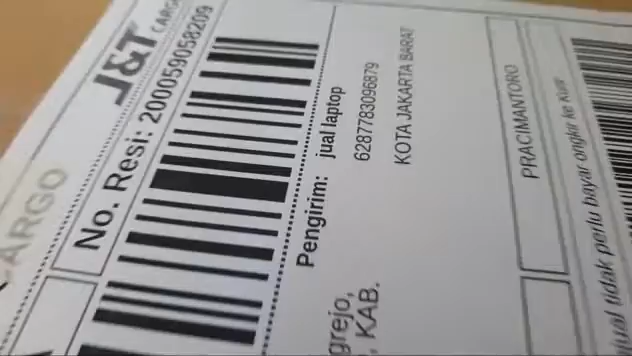 J&T CARGO
CARGO
No. Resi: 200059058209
Pengirim: jual laptop
6287783096879
KOTA JAKARTA BARAT
grejo,
, KAB.
PRACIMANTORO
jual tidak perlu bayar ongkir ke Kurir